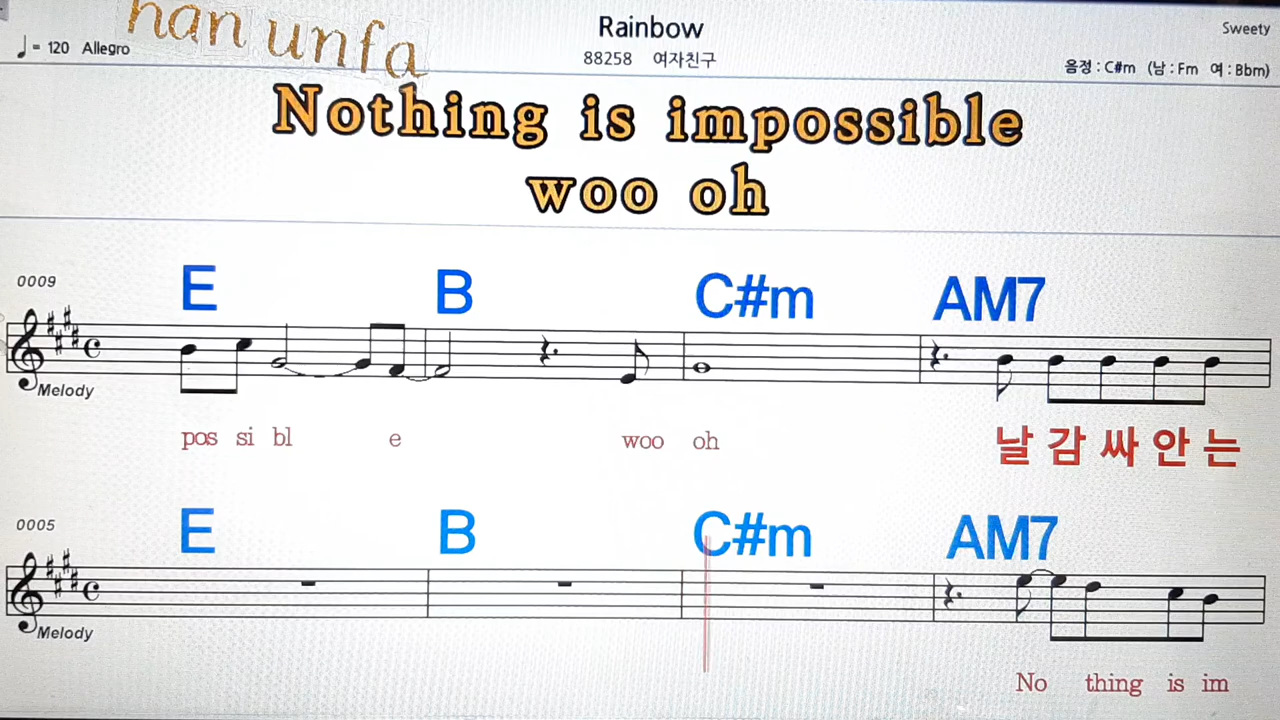 han unfa
Rainbow
Sweety
♩= 120 Allegro
88258 여자친구
음정 : C#m (남 : Fm 여 : Bbm)
Nothing is impossible
woo oh
0009
E B C#m AM7
Melody
pos si bl e woo oh 날 감 싸 안 는
0005
E B C#m AM7
Melody
No thing is im